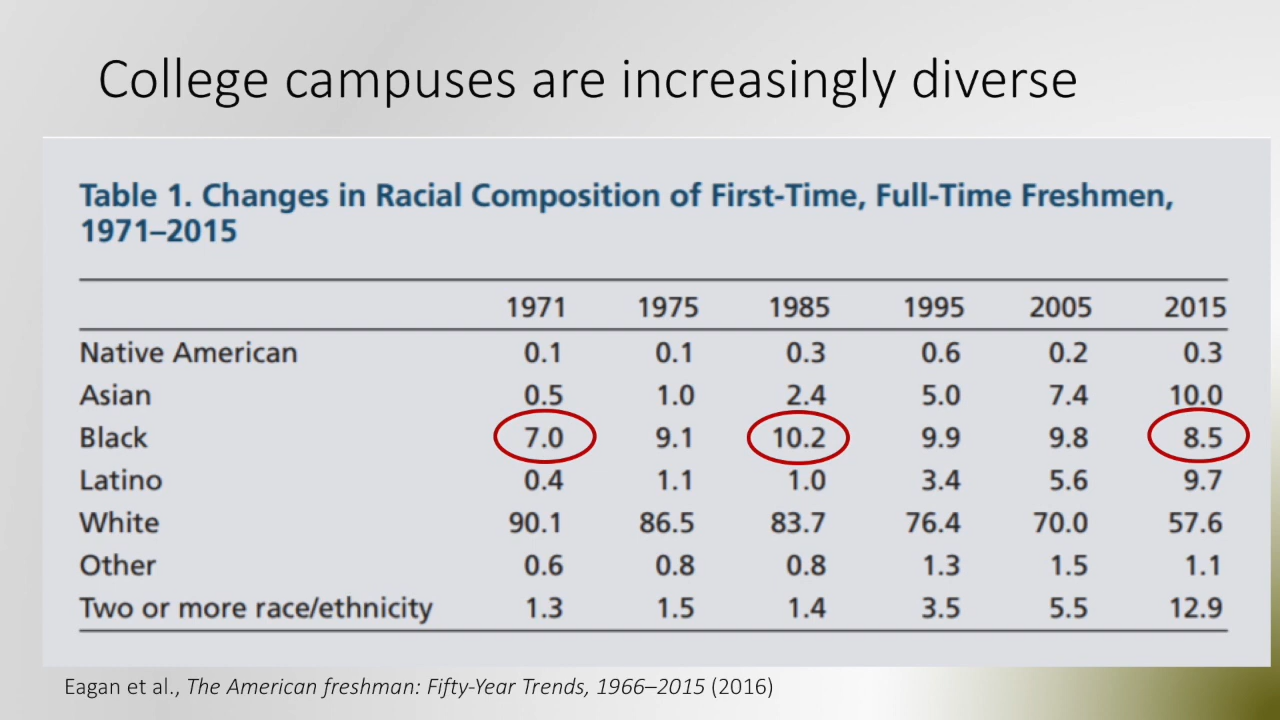 College campuses are increasingly diverse
Table 1. Changes in Racial Composition of First-Time, Full-Time Freshmen,
1971–2015
1971 1975 1985 1995 2005 2015
Native American 0.1 0.1 0.3 0.6 0.2 0.3
Asian 0.5 1.0 2.4 5.0 7.4 10.0
Black 7.0 9.1 10.2 9.9 9.8 8.5
Latino 0.4 1.1 1.0 3.4 5.6 9.7
White 90.1 86.5 83.7 76.4 70.0 57.6
Other 0.6 0.8 0.8 1.3 1.5 1.1
Two or more race/ethnicity 1.3 1.5 1.4 3.5 5.5 12.9
Eagan et al., The American freshman: Fifty-Year Trends, 1966–2015 (2016)